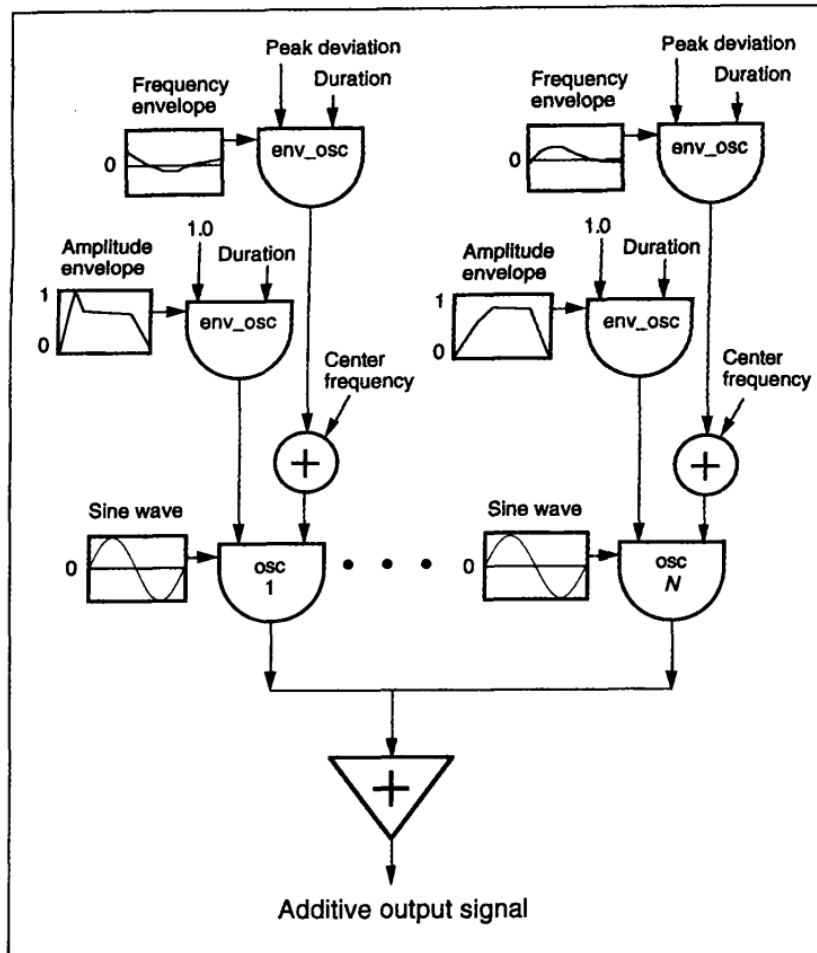 Peak deviation
Frequency
envelope
Duration
0
env_osc
Amplitude
envelope
1.0
Duration
1
0
env_osc
Center
frequency
+
Sine wave
0
osc
1
Peak deviation
Frequency
envelope
Duration
0
env_osc
Amplitude
envelope
1.0
Duration
1
0
env_osc
Center
frequency
+
Sine wave
0
osc
N
+
Additive output signal